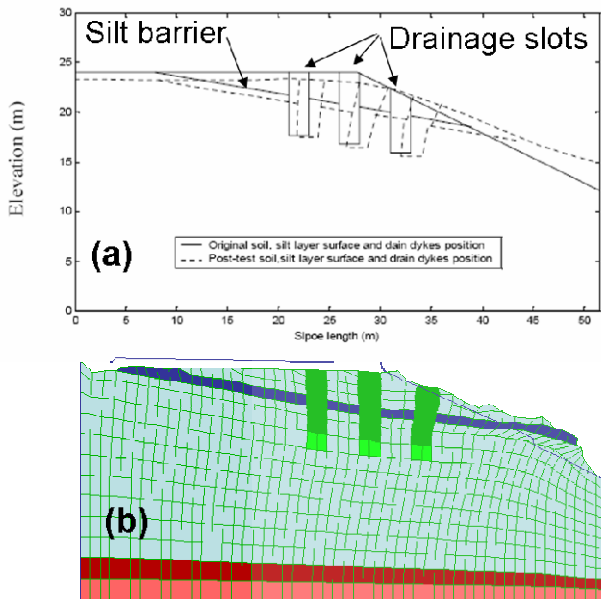 30
25
20
15
10
5
0
Elevation (m)
Silt barrier
Drainage slots
(a)
Original soil, silt layer surface and dain dykes position
Post-test soil,silt layer surface and drain dykes position
0 5 10 15 20 25 30 35 40 45 50
Slpoe length (m)
(b)